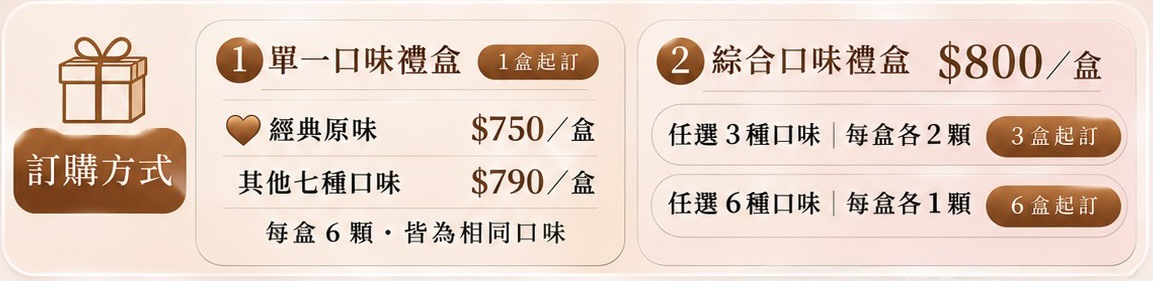 訂購方式
1 單一口味禮盒 1盒起訂
經典原味 $750／盒
其他七種口味 $790／盒
每盒 6 顆・皆為相同口味
2 綜合口味禮盒 $800／盒
任選 3 種口味｜每盒各 2 顆 3 盒起訂
任選 6 種口味｜每盒各 1 顆 6 盒起訂